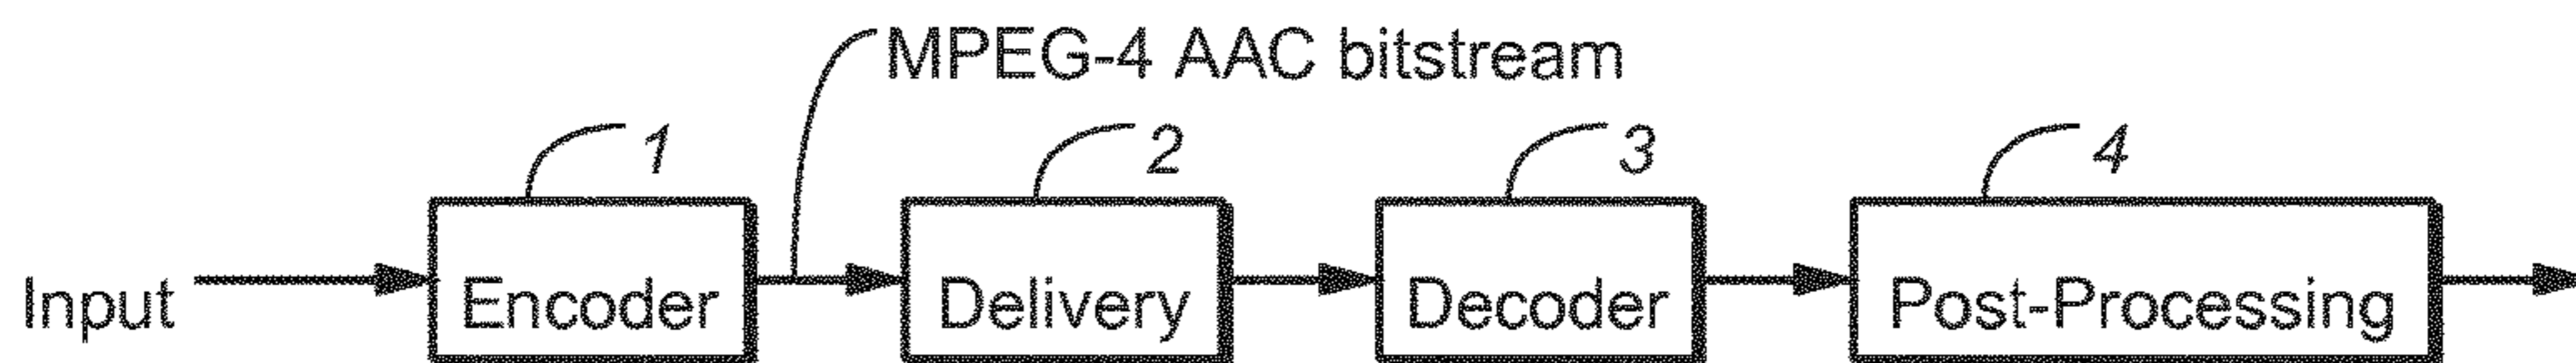 MPEG-4 AAC bitstream
1 2 3 4
Input Encoder Delivery Decoder Post-Processing